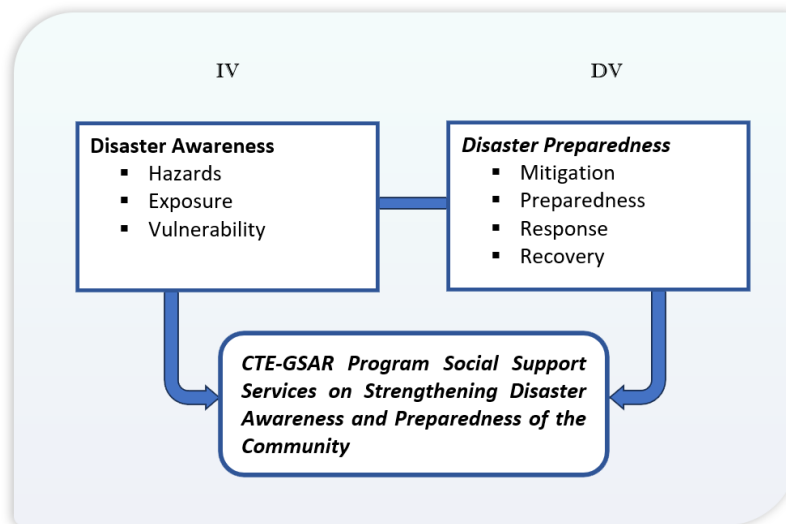 IV
DV
Disaster Awareness
▪ Hazards
▪ Exposure
▪ Vulnerability
Disaster Preparedness
▪ Mitigation
▪ Preparedness
▪ Response
▪ Recovery
CTE-GSAR Program Social Support
Services on Strengthening Disaster
Awareness and Preparedness of the
Community